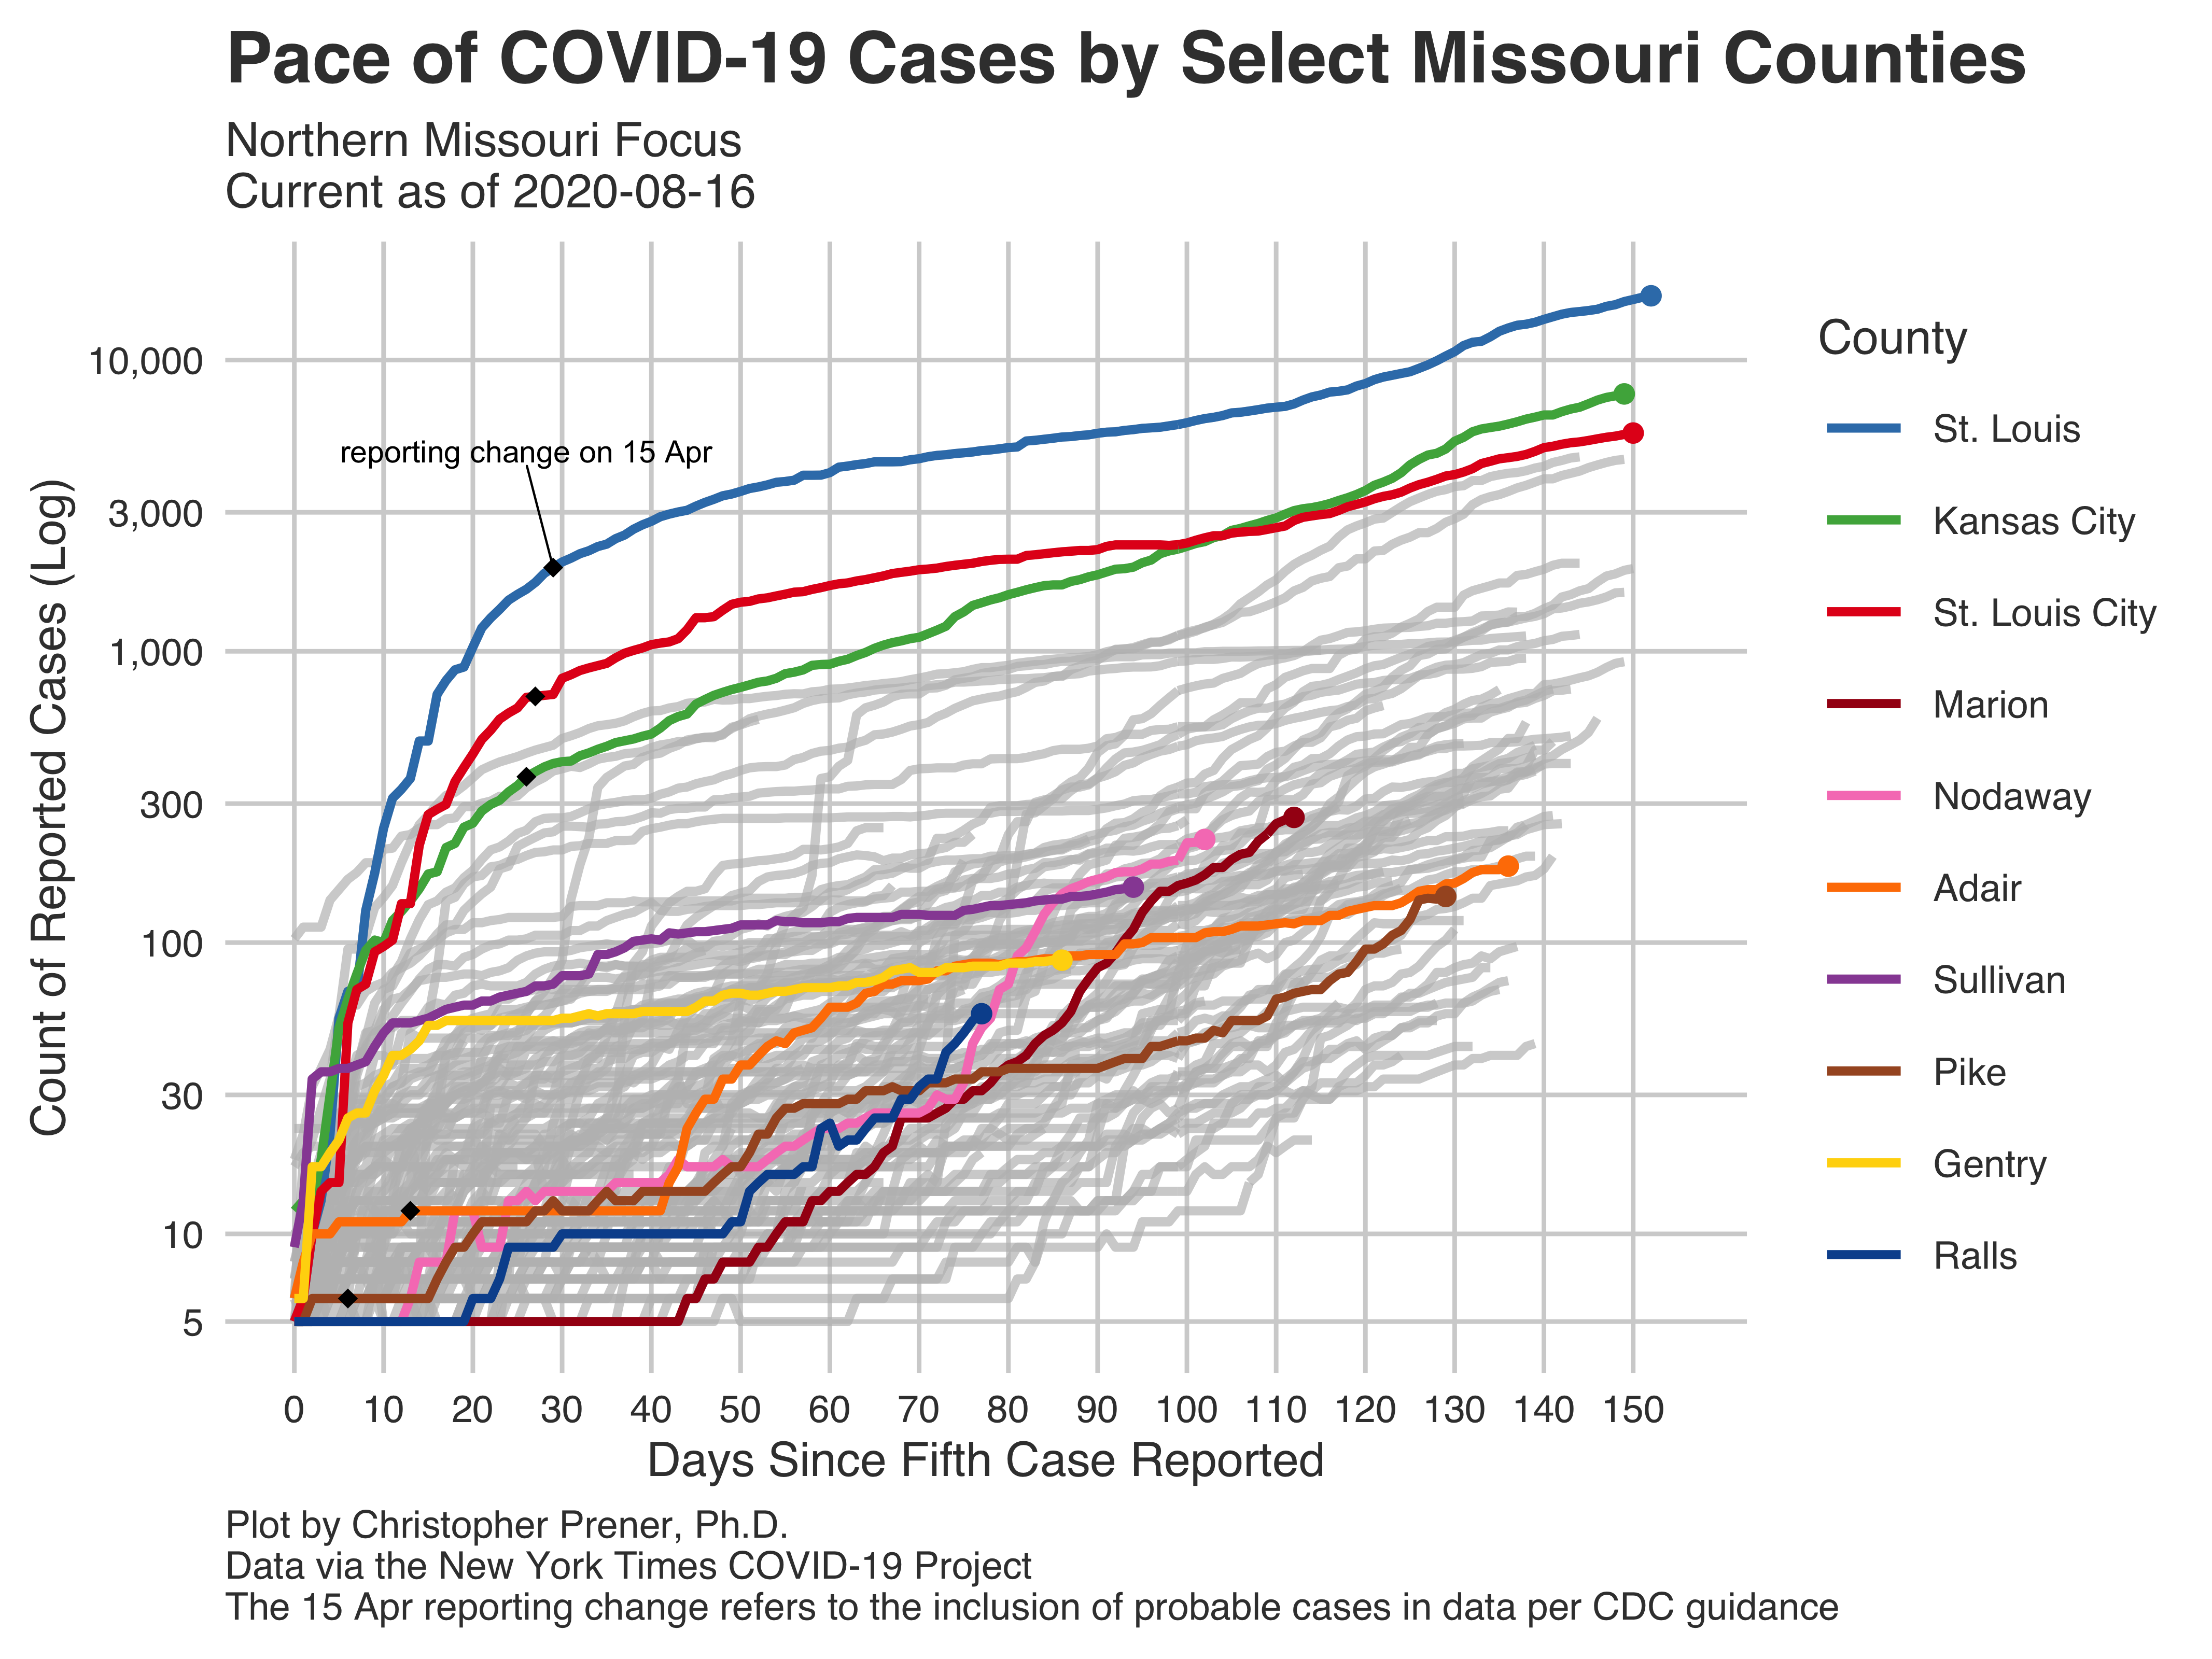 Pace of COVID-19 Cases by Select Missouri Counties
Northern Missouri Focus
Current as of 2020-08-16
Count of Reported Cases (Log)
10,000
3,000
1,000
300
100
30
10
5
reporting change on 15 Apr
0 10 20 30 40 50 60 70 80 90 100 110 120 130 140 150
Days Since Fifth Case Reported
County
St. Louis
Kansas City
St. Louis City
Marion
Nodaway
Adair
Sullivan
Pike
Gentry
Ralls
Plot by Christopher Prener, Ph.D.
Data via the New York Times COVID-19 Project
The 15 Apr reporting change refers to the inclusion of probable cases in data per CDC guidance